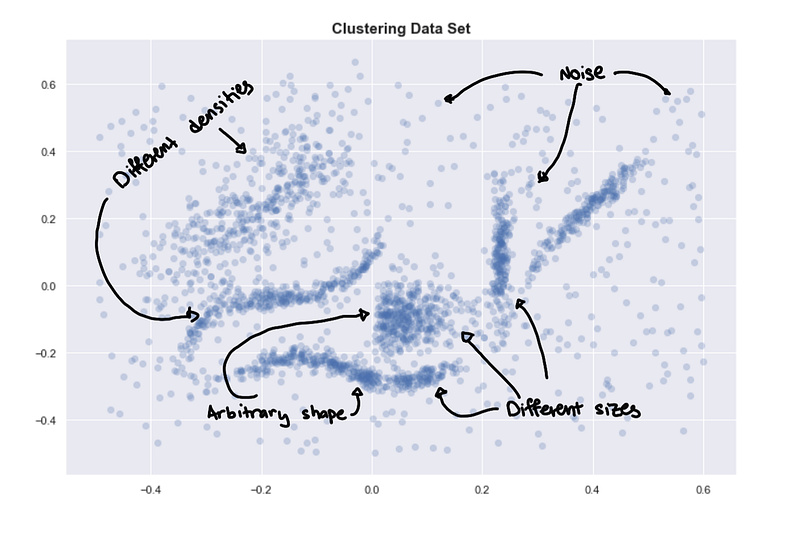 Clustering Data Set
Noise
Different densities
Arbitrary shape
Different sizes
0.6
0.4
0.2
0.0
−0.2
−0.4
−0.4 −0.2 0.0 0.2 0.4 0.6